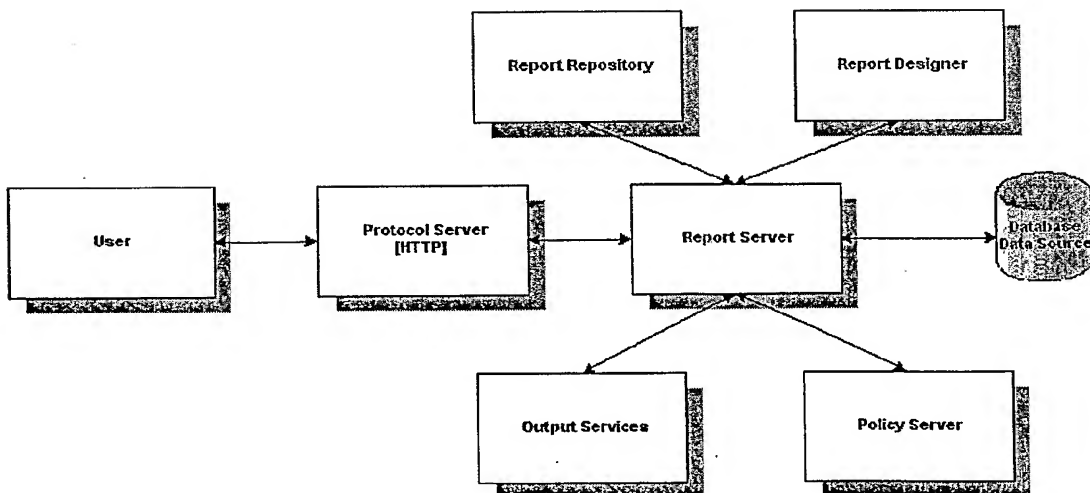 Report Repository
Report Designer
User
Protocol Server
[HTTP]
Report Server
Database
Data Source
Output Services
Policy Server